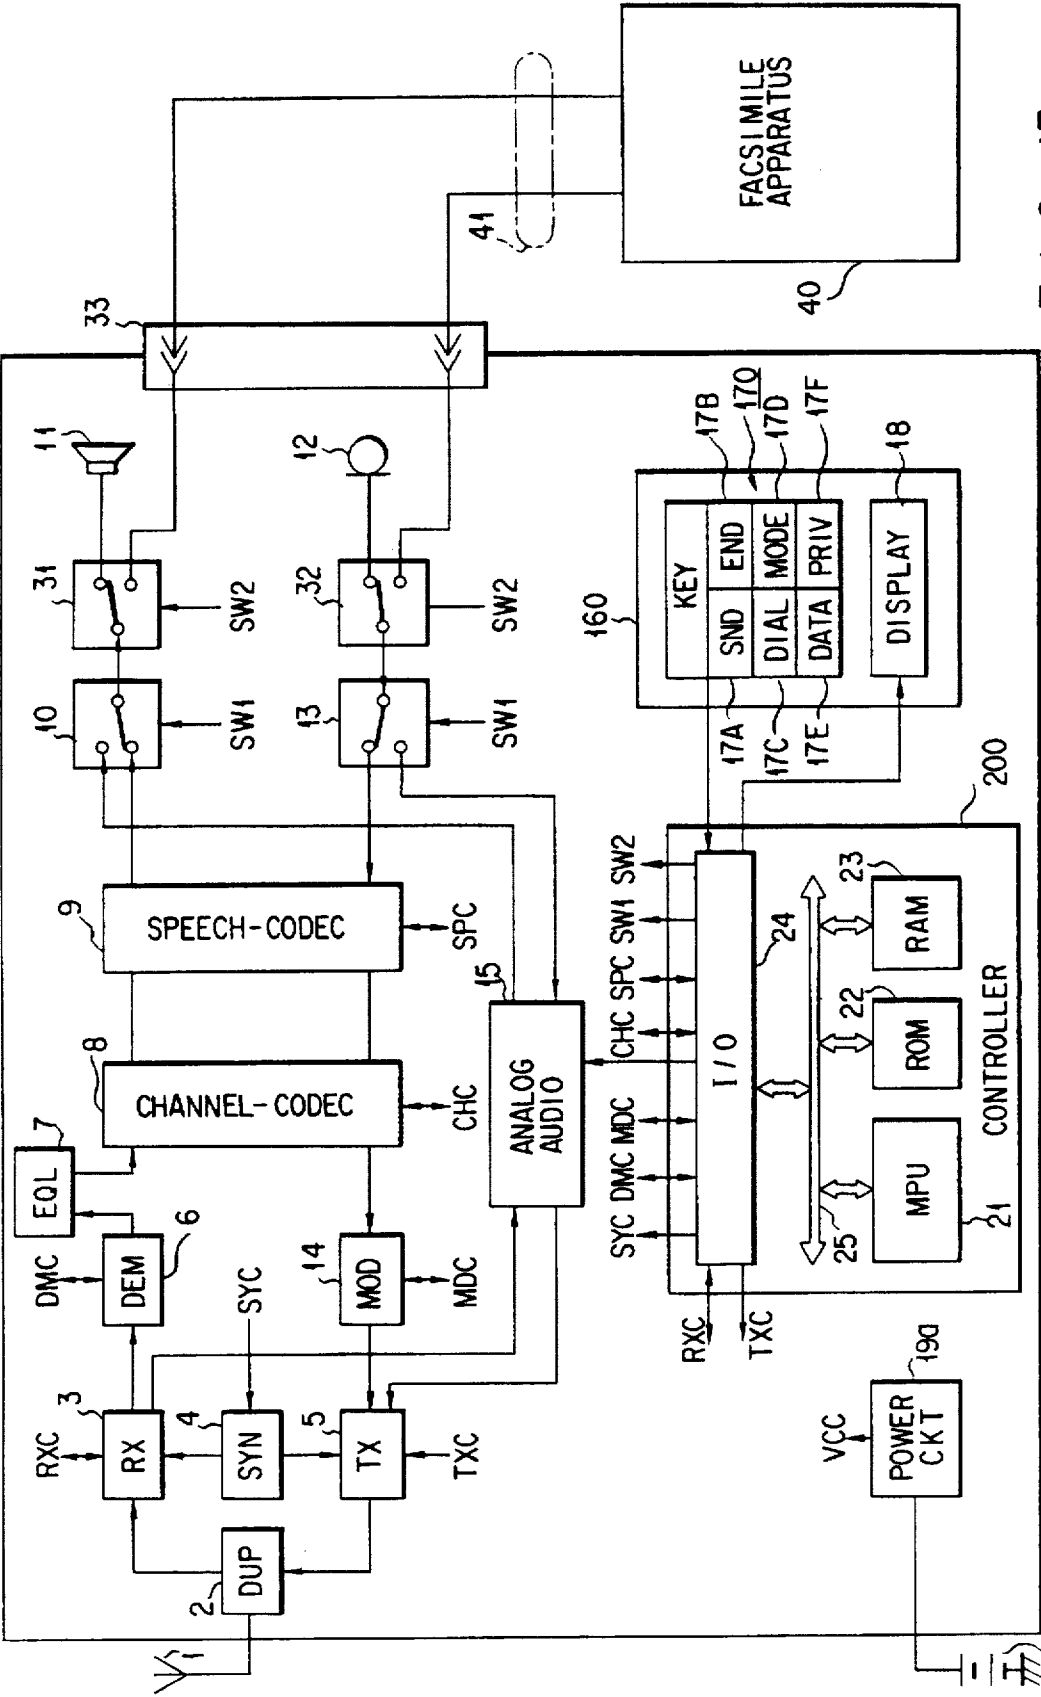 1
2
DUP
RXC
3
RX
4
SYN
SYC
5
TX
TXC
DMC
DEM
6
EQL
7
14
MOD
MDC
8
CHANNEL-CODEC
CHC
9
SPEECH-CODEC
SPC
15
ANALOG
AUDIO
10
SW1
13
SW1
31
SW2
32
SW2
11
12
33
41
FACSIMILE
APPARATUS
40
160
KEY
SND
END
DIAL
MODE
DATA
PRIV
17A
17B
17C
17D
17E
17F
17Q
DISPLAY
18
RXC
TXC
SYC
DMC
MDC
CHC
SPC
SW1
SW2
I/O
24
25
MPU
21
ROM
22
RAM
23
CONTROLLER
200
VCC
POWER
CKT
19a